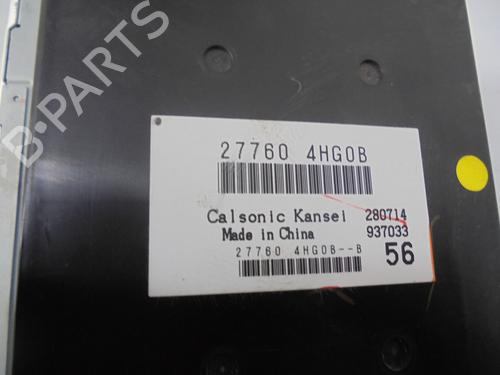 B-PARTS
27760 4HG0B
Calsonic Kansei 280714
Made in China 937033
27760 4HG0B--B 56